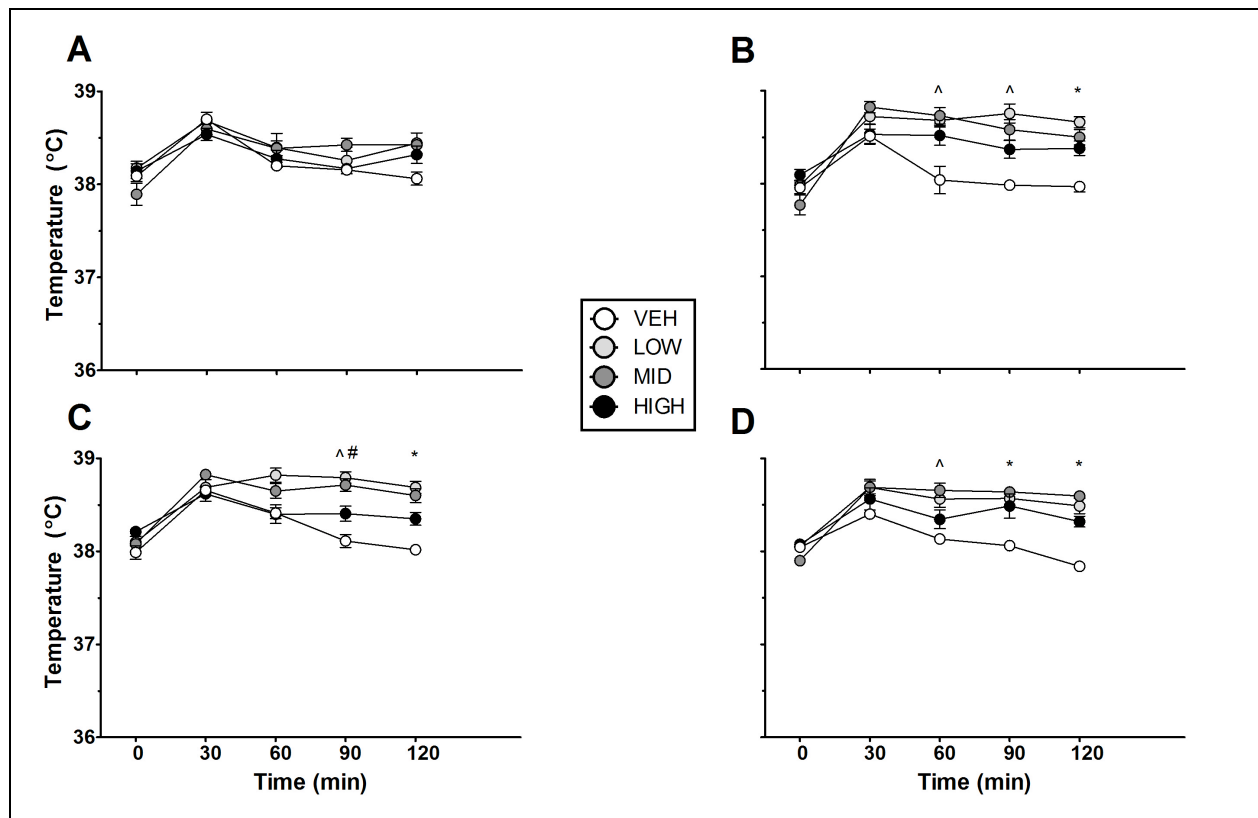 A
B
^ ^ *
39
38
37
36
Temperature (°C)
VEH
LOW
MID
HIGH
C
D
^ # *
^ * *
39
38
37
36
Temperature (°C)
0 30 60 90 120
0 30 60 90 120
Time (min)
Time (min)